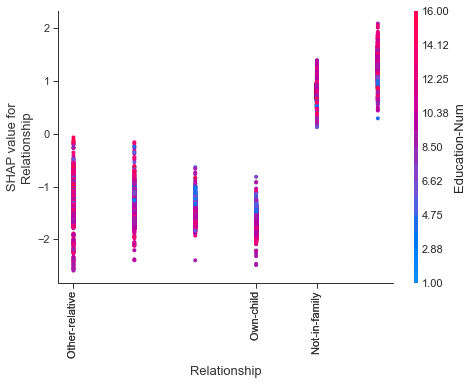 2
1
0
−1
−2
SHAP value for
Relationship
Other-relative
Own-child
Not-in-family
Relationship
16.00
14.12
12.25
10.38
8.50
6.62
4.75
2.88
1.00
Education-Num